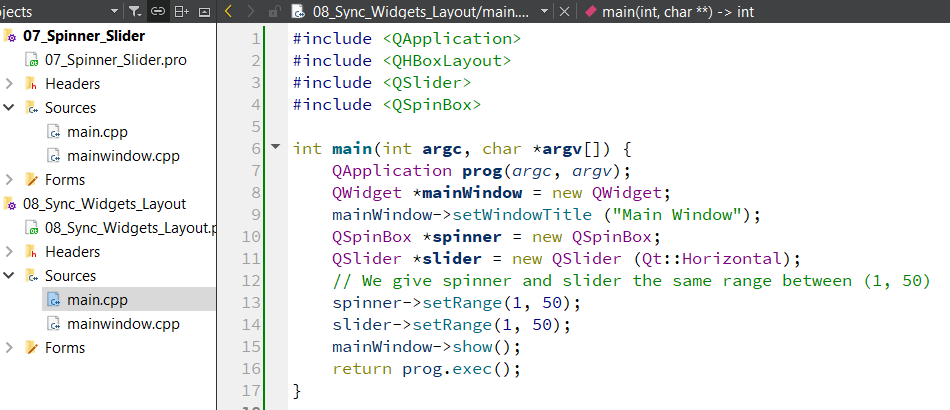 ojects
07_Spinner_Slider
07_Spinner_Slider.pro
Headers
Sources
main.cpp
mainwindow.cpp
Forms
08_Sync_Widgets_Layout
08_Sync_Widgets_Layout.p
Headers
Sources
main.cpp
mainwindow.cpp
Forms
08_Sync_Widgets_Layout/main....
main(int, char **) -> int
1 #include <QApplication>
2 #include <QHBoxLayout>
3 #include <QSlider>
4 #include <QSpinBox>
5
6 int main(int argc, char *argv[]) {
7 QApplication prog(argc, argv);
8 QWidget *mainWindow = new QWidget;
9 mainWindow->setWindowTitle ("Main Window");
10 QSpinBox *spinner = new QSpinBox;
11 QSlider *slider = new QSlider (Qt::Horizontal);
12 // We give spinner and slider the same range between (1, 50)
13 spinner->setRange(1, 50);
14 slider->setRange(1, 50);
15 mainWindow->show();
16 return prog.exec();
17 }